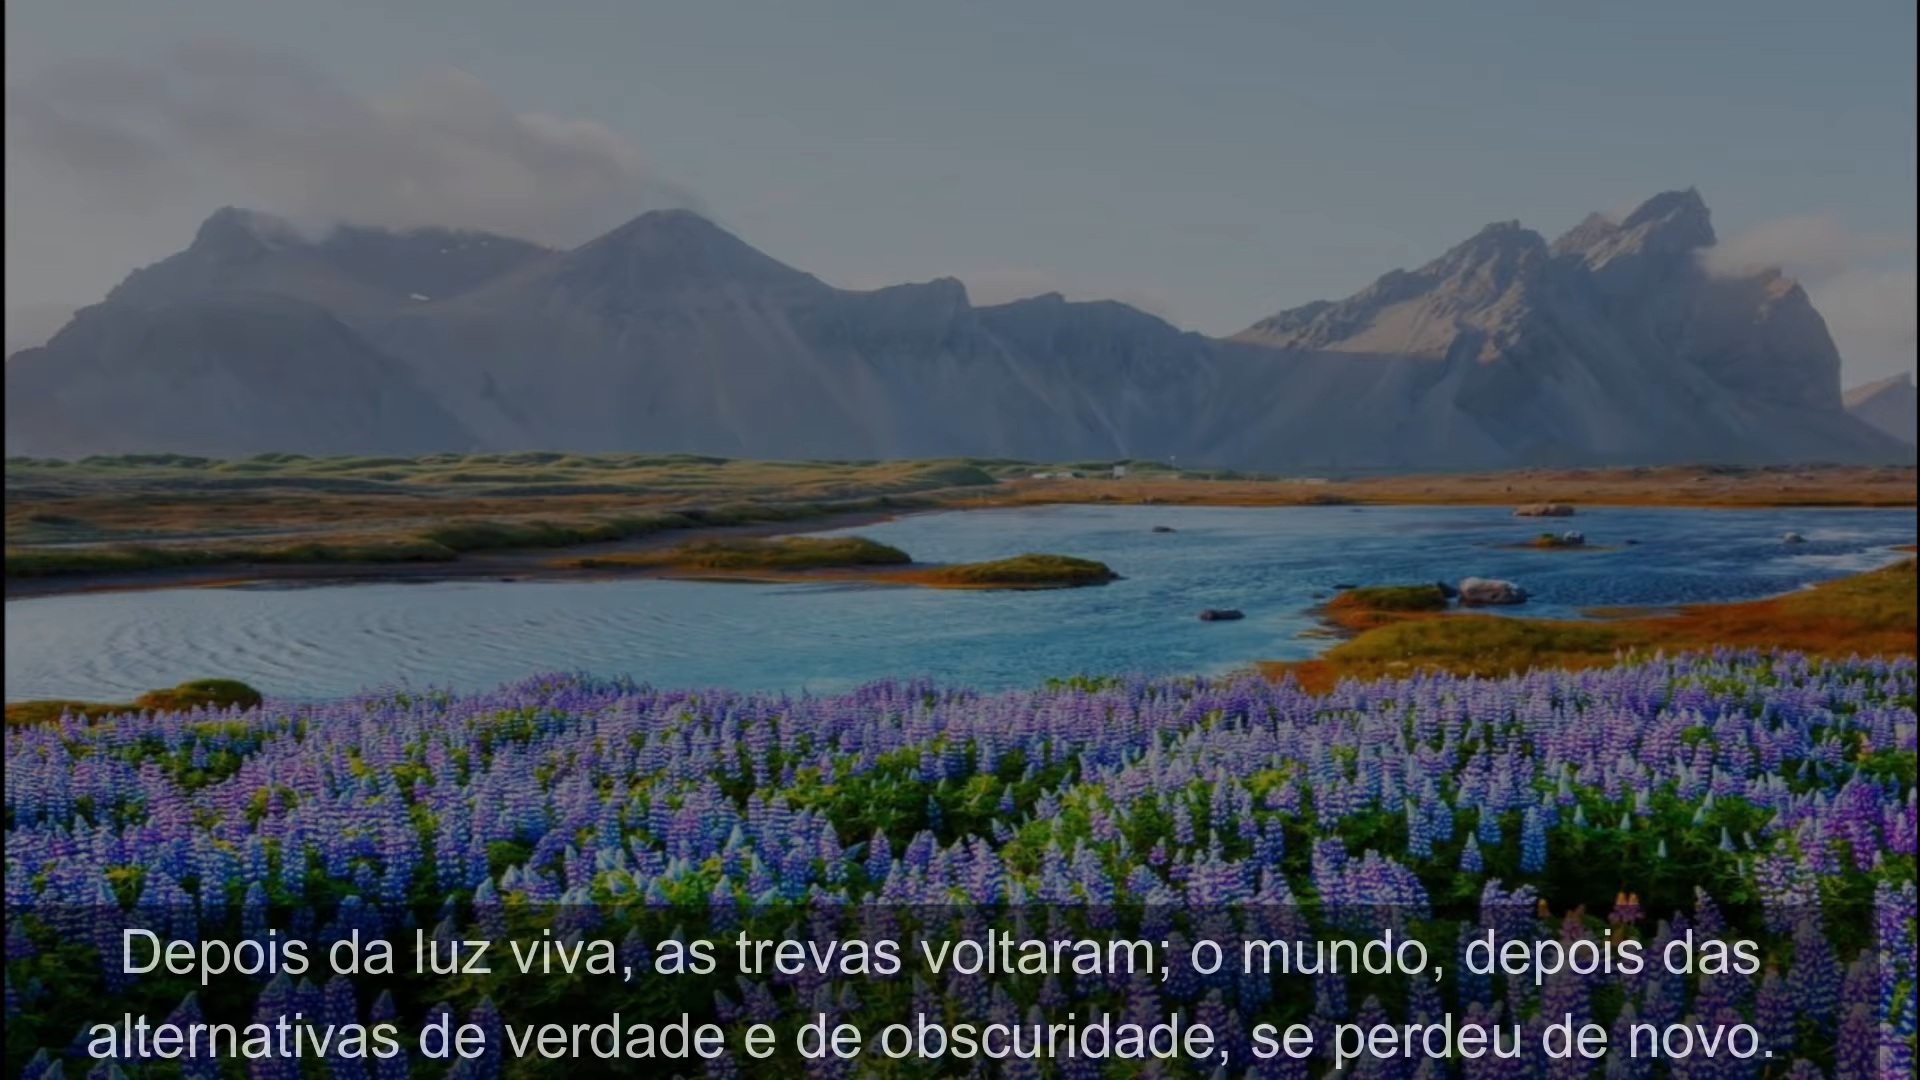 Depois da luz viva, as trevas voltaram; o mundo, depois das
alternativas de verdade e de obscuridade, se perdeu de novo.